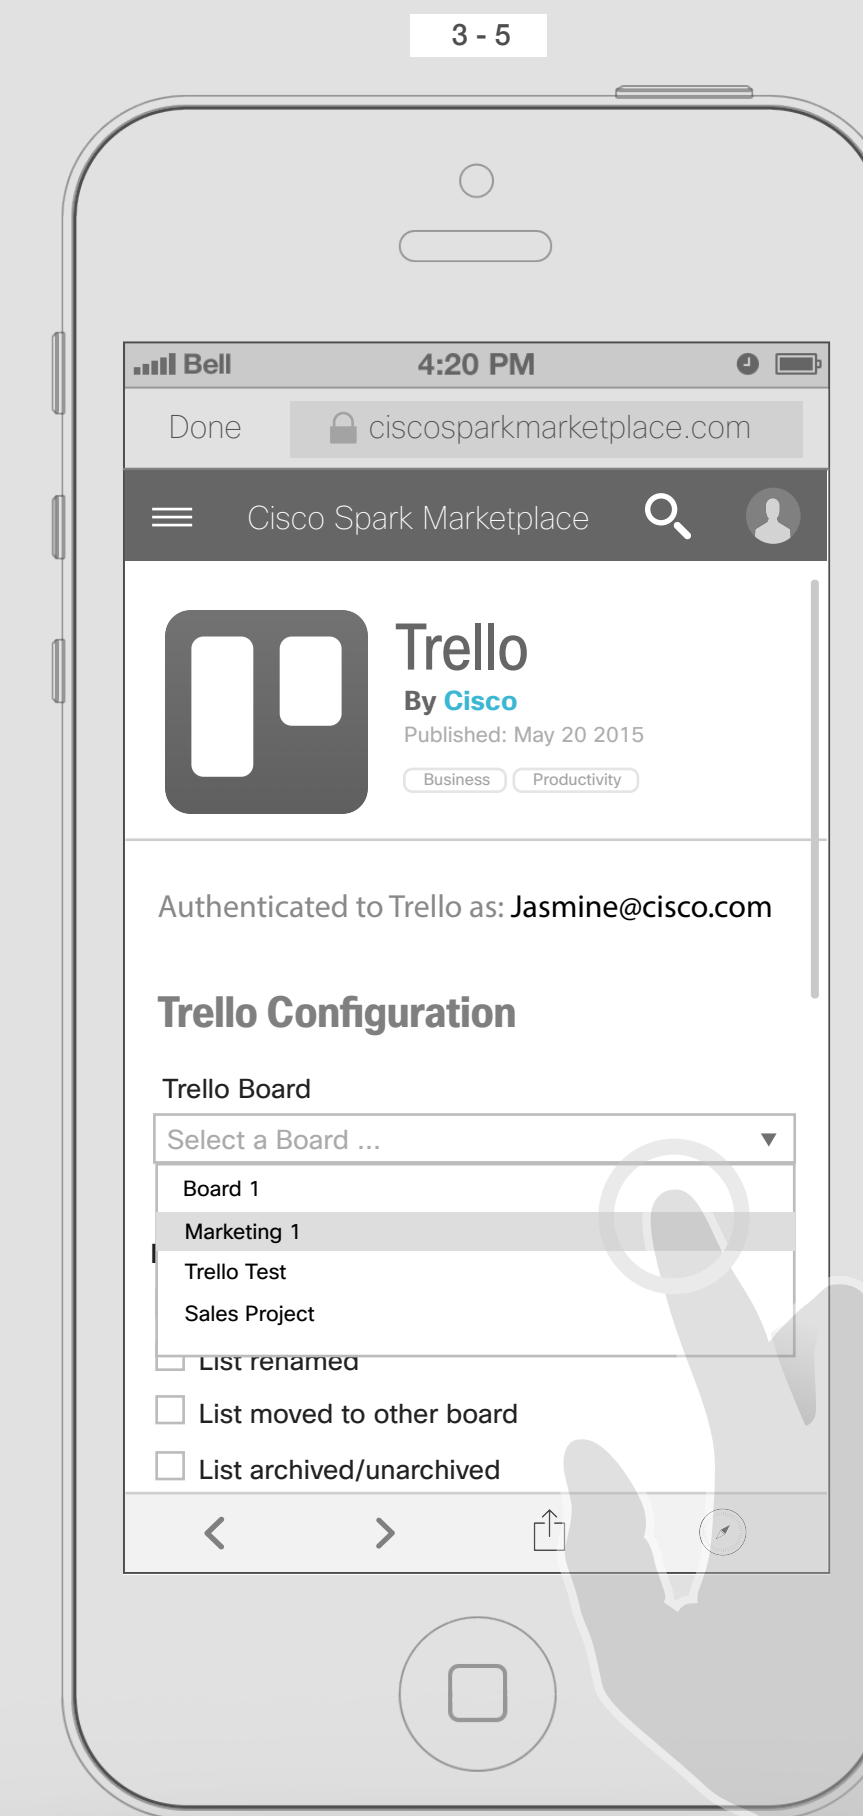 3 - 5
Bell 4:20 PM
Done ciscosparkmarketplace.com
Cisco Spark Marketplace
Trello
By Cisco
Published: May 20 2015
Business Productivity
Authenticated to Trello as: Jasmine@cisco.com
Trello Configuration
Trello Board
Select a Board ...
Board 1
Marketing 1
Trello Test
Sales Project
List renamed
List moved to other board
List archived/unarchived